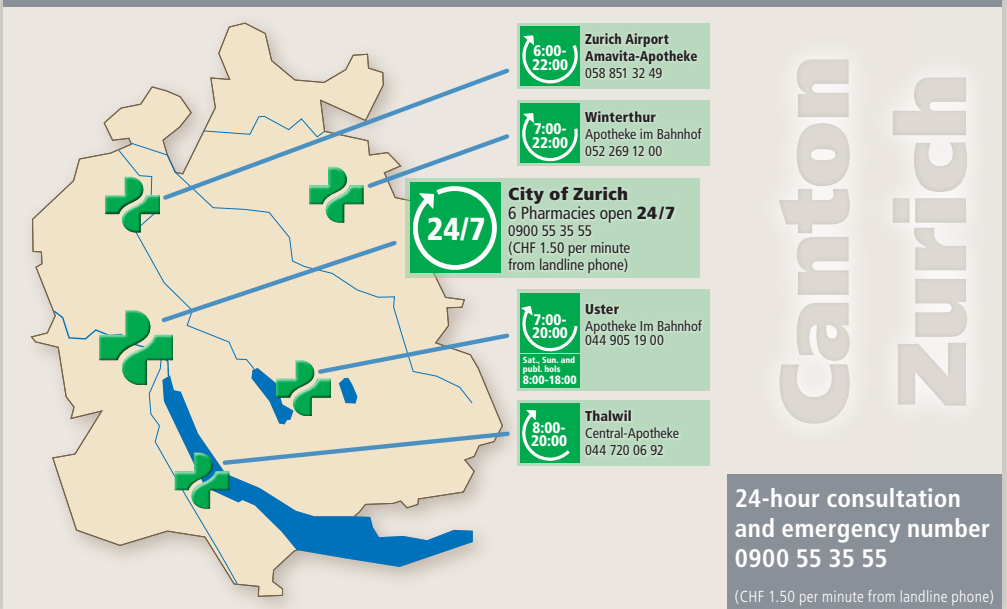 6:00-
22:00
Zurich Airport
Amavita-Apotheke
058 851 32 49
7:00-
22:00
Winterthur
Apotheke im Bahnhof
052 269 12 00
24/7
City of Zurich
6 Pharmacies open 24/7
0900 55 35 55
(CHF 1.50 per minute
from landline phone)
7:00-
20:00
Sat., Sun. and
publ. hols
8:00-18:00
Uster
Apotheke Im Bahnhof
044 905 19 00
8:00-
20:00
Thalwil
Central-Apotheke
044 720 06 92
Canton
Zurich
24-hour consultation
and emergency number
0900 55 35 55
(CHF 1.50 per minute from landline phone)